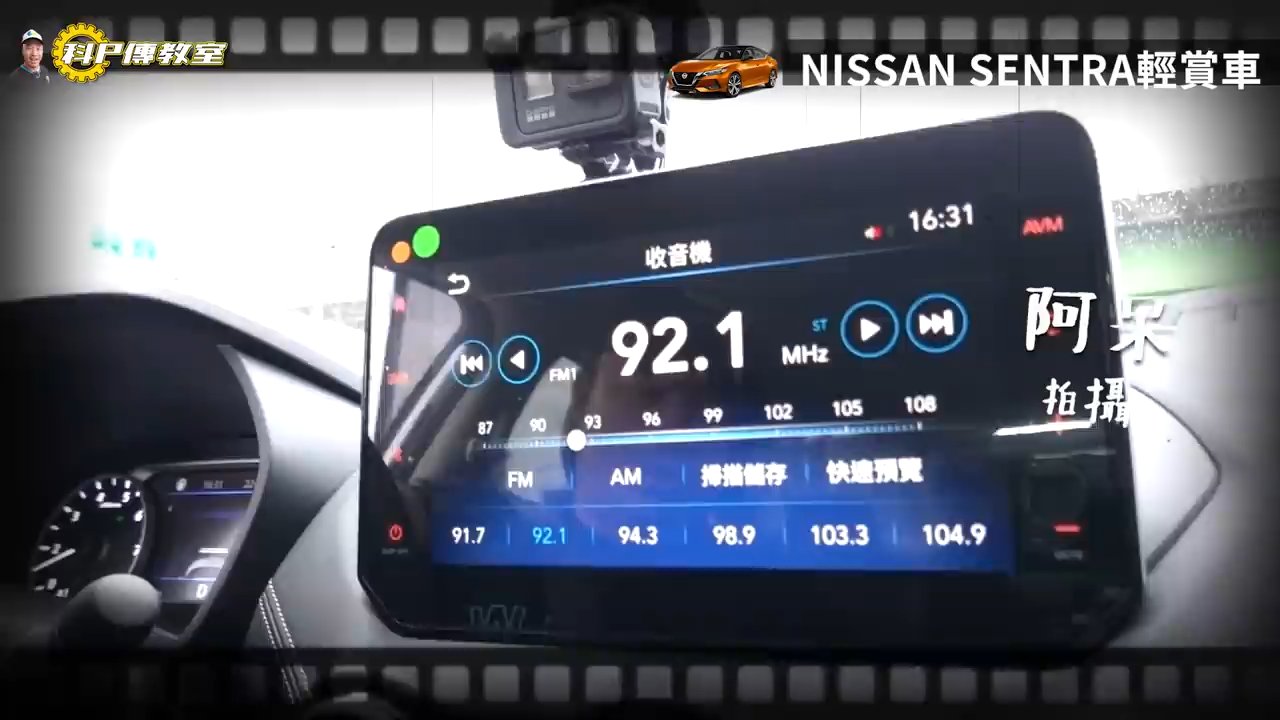 科尸傳教室
NISSAN SENTRA輕賞車
收音機
16:31
AVM
FM1
92.1
ST
MHz
阿呆
拍攝
87 90 93 96 99 102 105 108
FM AM 掃描儲存 快速預覽
91.7 92.1 94.3 98.9 103.3 104.9
D